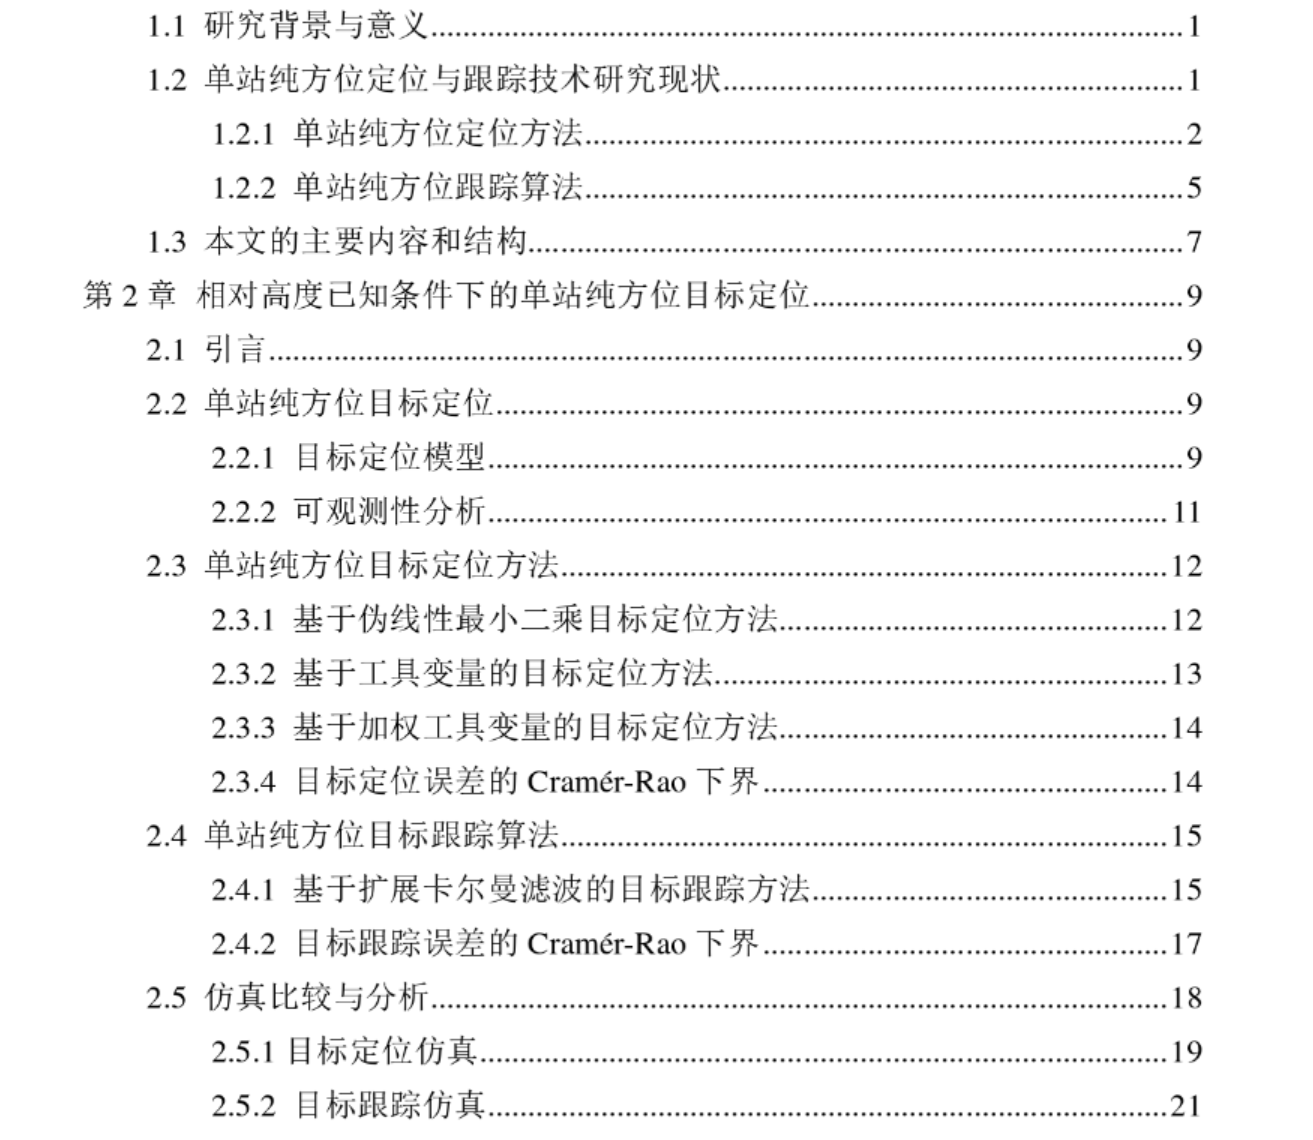 1.1 研究背景与意义..........1
1.2 单站纯方位定位与跟踪技术研究现状..........1
1.2.1 单站纯方位定位方法..........2
1.2.2 单站纯方位跟踪算法..........5
1.3 本文的主要内容和结构..........7
第 2 章 相对高度已知条件下的单站纯方位目标定位..........9
2.1 引言..........9
2.2 单站纯方位目标定位..........9
2.2.1 目标定位模型..........9
2.2.2 可观测性分析..........11
2.3 单站纯方位目标定位方法..........12
2.3.1 基于伪线性最小二乘目标定位方法..........12
2.3.2 基于工具变量的目标定位方法..........13
2.3.3 基于加权工具变量的目标定位方法..........14
2.3.4 目标定位误差的 Cramér-Rao 下界..........14
2.4 单站纯方位目标跟踪算法..........15
2.4.1 基于扩展卡尔曼滤波的目标跟踪方法..........15
2.4.2 目标跟踪误差的 Cramér-Rao 下界..........17
2.5 仿真比较与分析..........18
2.5.1 目标定位仿真..........19
2.5.2 目标跟踪仿真..........21